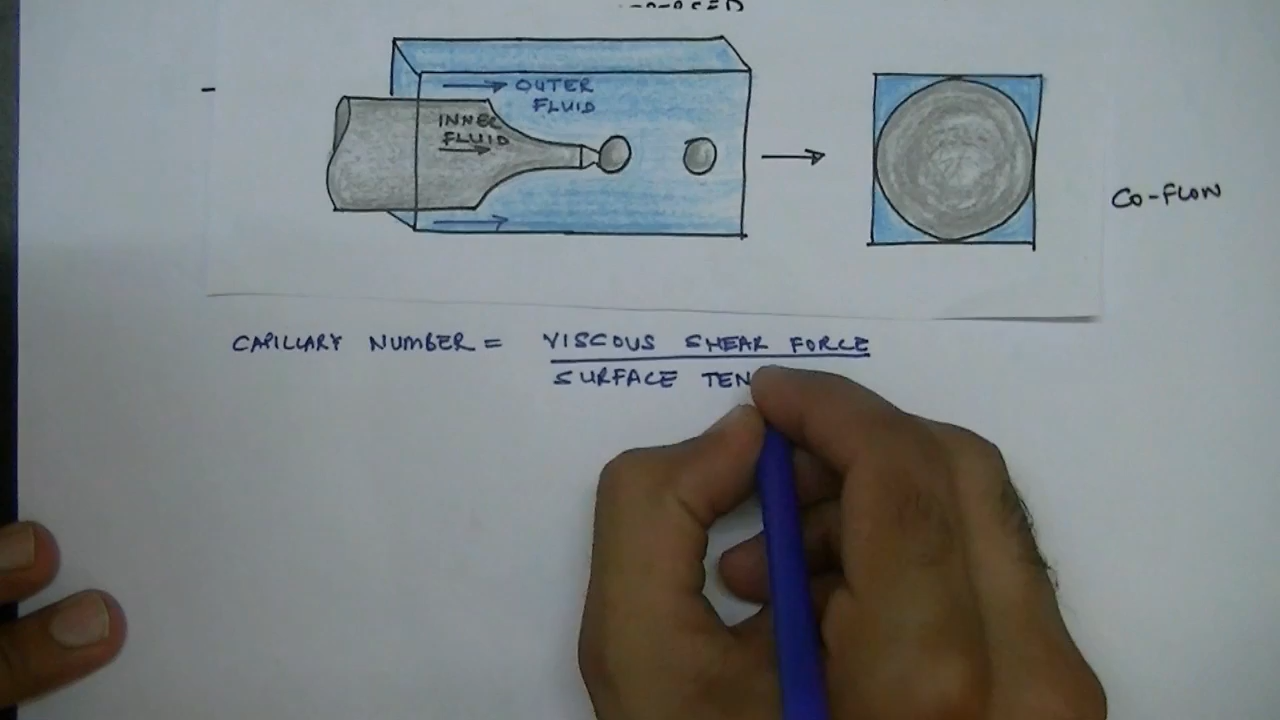 OUTER
FLUID
INNER
FLUID
CO-FLOW
CAPILLARY NUMBER = VISCOUS SHEAR FORCE
SURFACE TEN